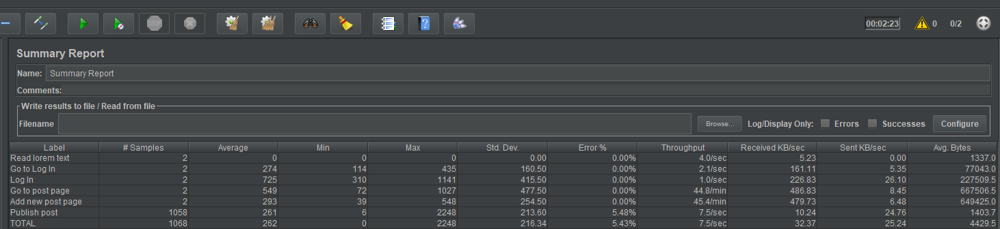 STOP 00:02:23 0 0/2
Summary Report
Name: Summary Report
Comments:
Write results to file / Read from file
Filename Browse... Log/Display Only: Errors Successes Configure
Label # Samples Average Min Max Std. Dev. Error % Throughput Received KB/sec Sent KB/sec Avg. Bytes
Read lorem text 2 0 0 0 0.00 0.00% 4.0/sec 5.23 0.00 1337.0
Go to Log In 2 274 114 435 160.50 0.00% 2.1/sec 161.11 5.35 77043.0
Log In 2 725 310 1141 415.50 0.00% 1.0/sec 226.83 26.10 227509.5
Go to post page 2 549 72 1027 477.50 0.00% 44.8/min 486.83 8.45 667506.5
Add new post page 2 293 39 548 254.50 0.00% 45.4/min 479.73 6.48 649425.0
Publish post 1058 261 6 2248 213.60 5.48% 7.5/sec 10.24 24.76 1403.7
TOTAL 1068 262 0 2248 216.34 5.43% 7.5/sec 32.37 25.24 4429.5